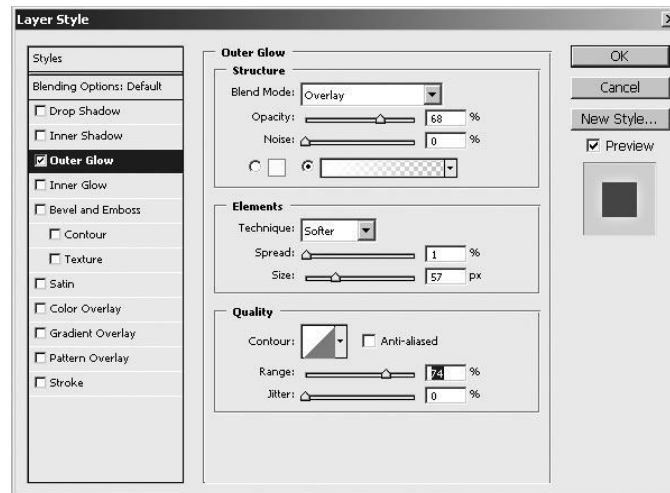 Layer Style
Styles
Blending Options: Default
Drop Shadow
Inner Shadow
Outer Glow
Inner Glow
Bevel and Emboss
Contour
Texture
Satin
Color Overlay
Gradient Overlay
Pattern Overlay
Stroke
Outer Glow
Structure
Blend Mode: Overlay
Opacity: 68 %
Noise: 0 %
Elements
Technique: Softer
Spread: 1 %
Size: 57 px
Quality
Contour: Anti-aliased
Range: 74 %
Jitter: 0 %
OK
Cancel
New Style...
Preview